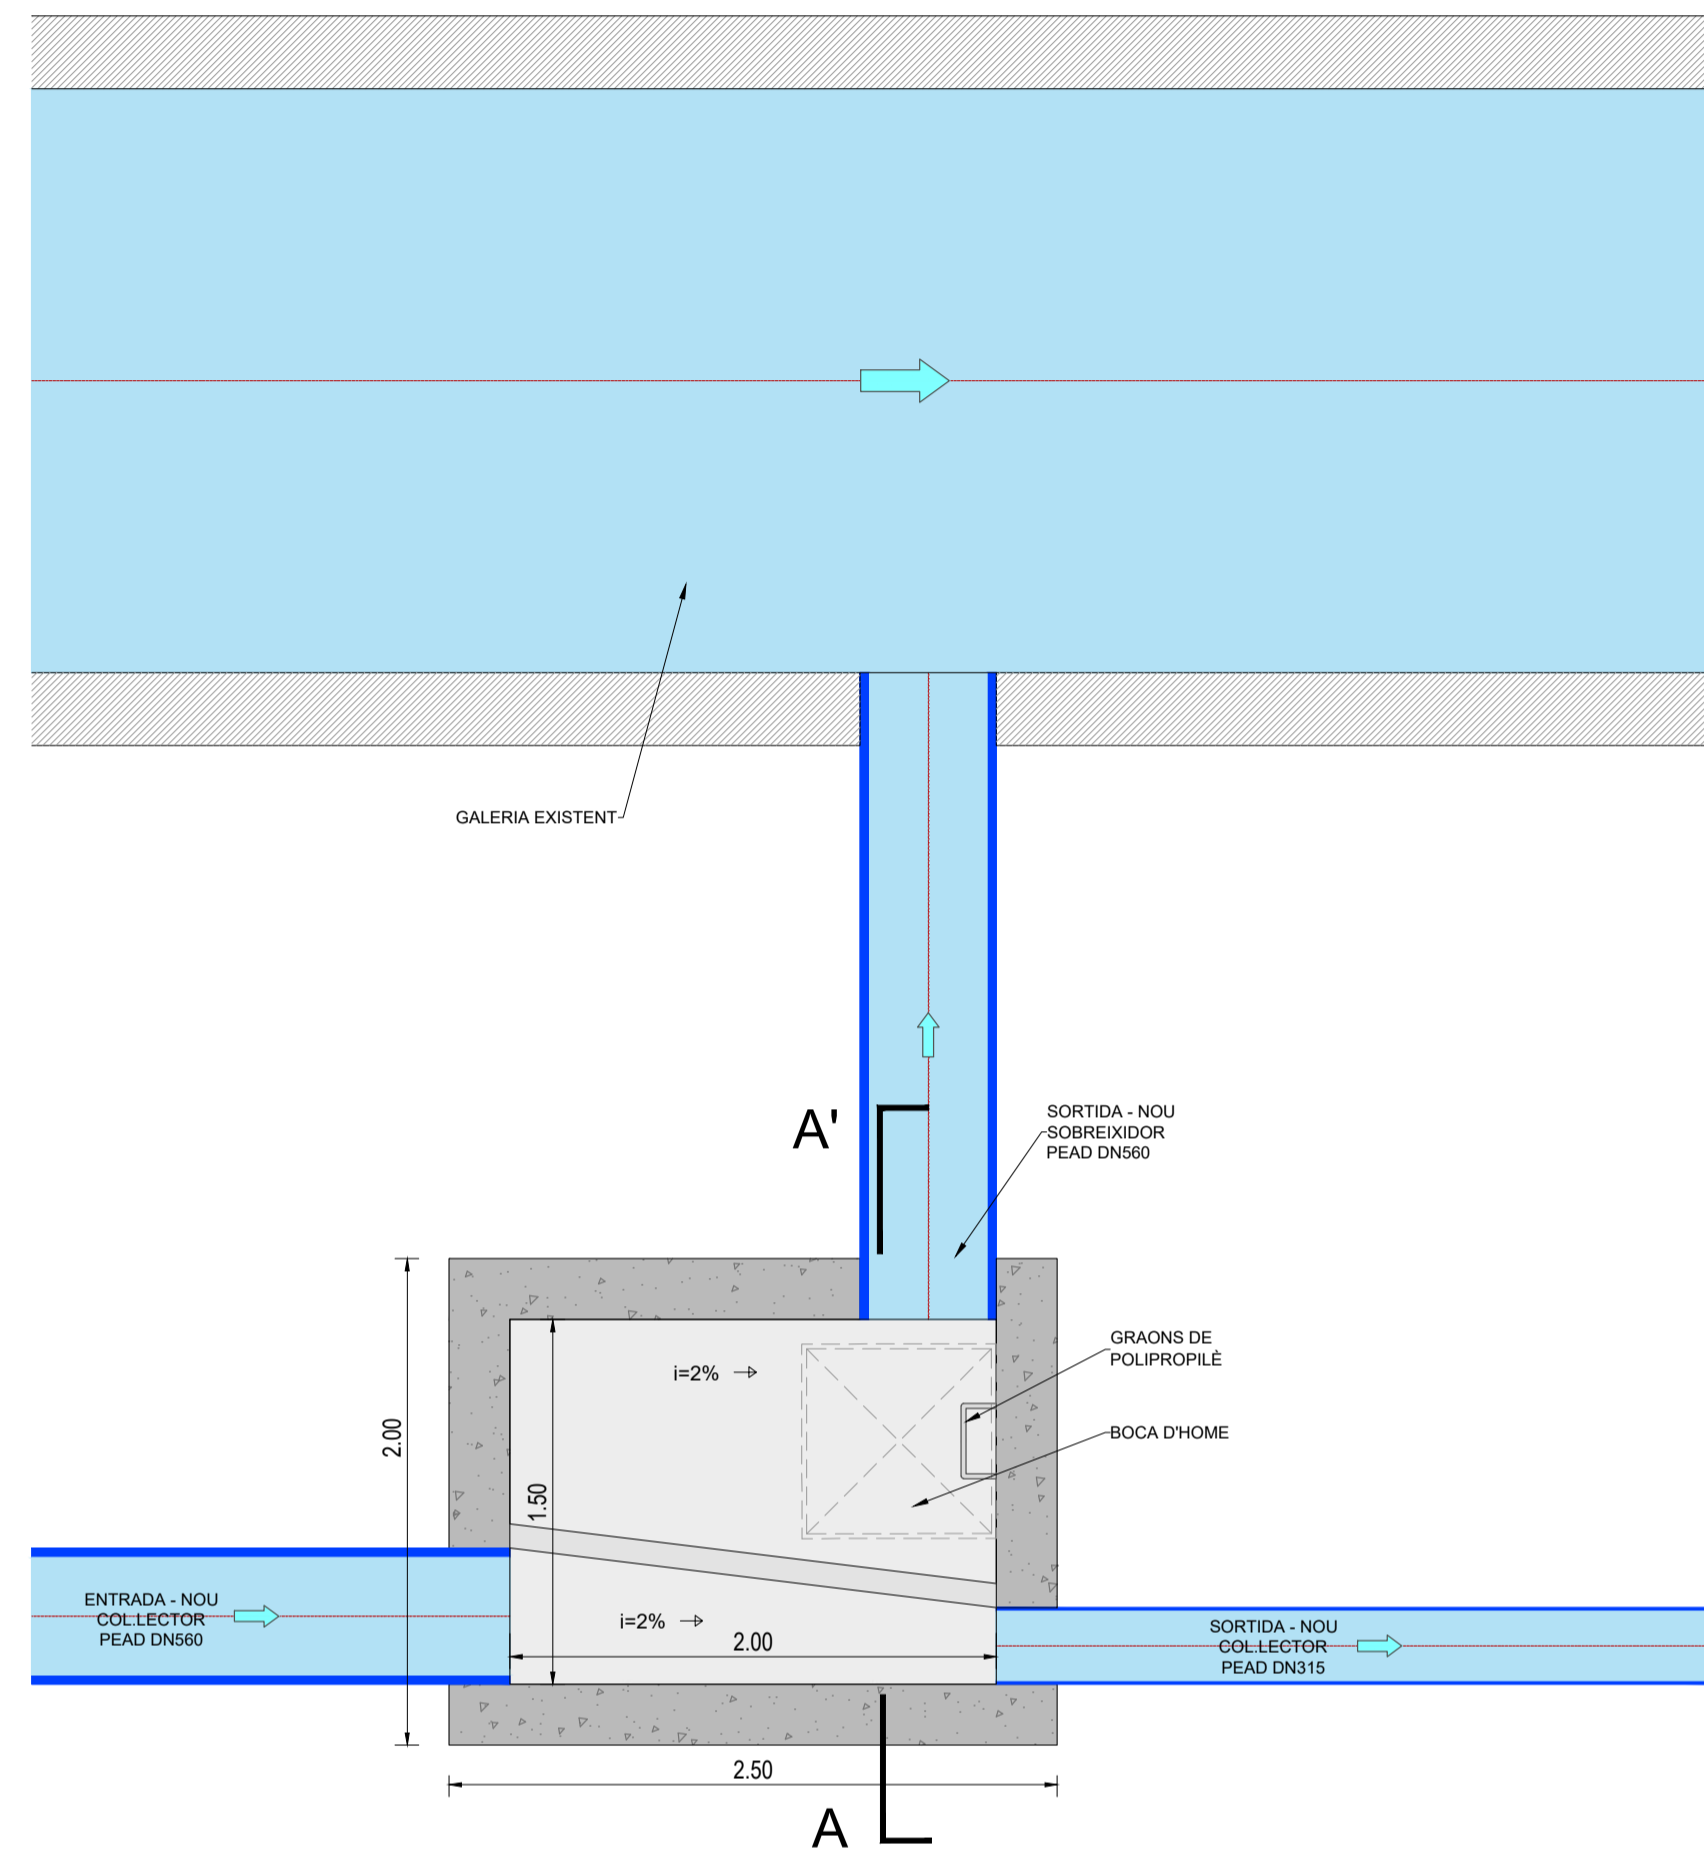 GALERIA EXISTENT
A'
SORTIDA - NOU
SOBREIXIDOR
PEAD DN560
GRAONS DE
POLIPROPILÈ
i=2%
BOCA D'HOME
2.00
1.50
ENTRADA - NOU
COL.LECTOR
PEAD DN560
i=2%
2.00
SORTIDA - NOU
COL.LECTOR
PEAD DN315
2.50
A